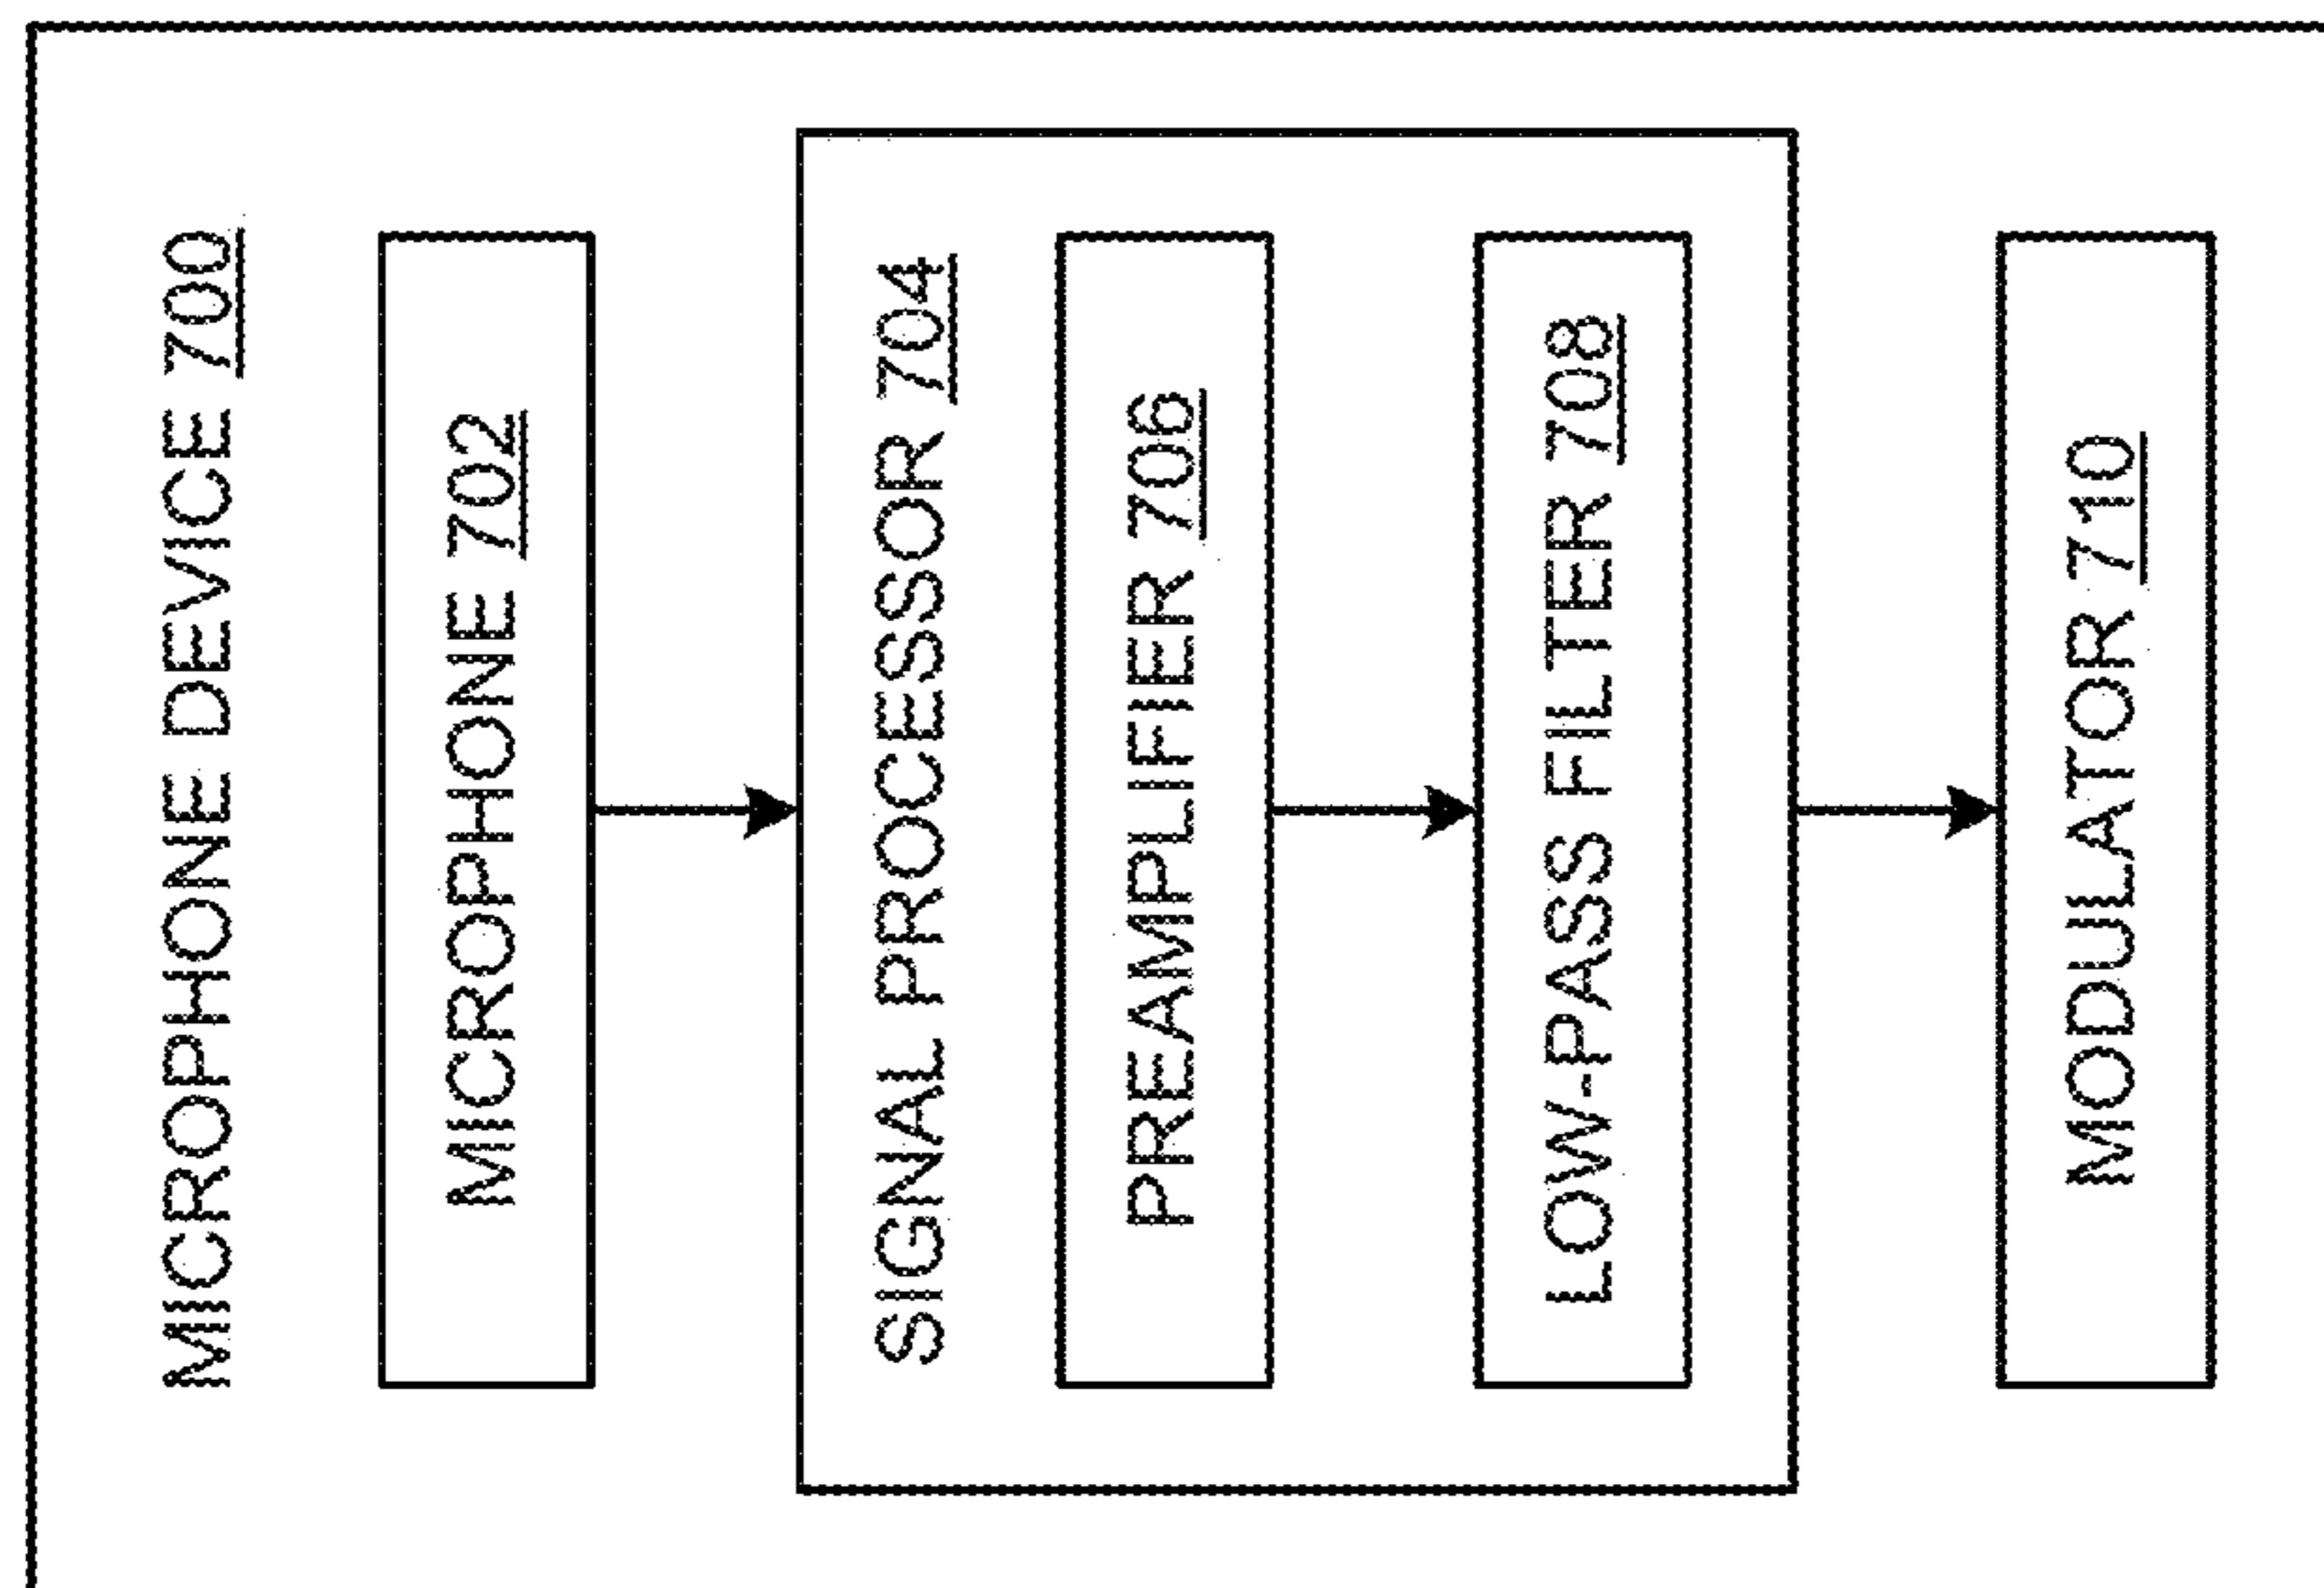 MICROPHONE DEVICE 700
MICROPHONE 702
SIGNAL PROCESSOR 704
PREAMPLIFIER 706
LOW-PASS FILTER 708
MODULATOR 710